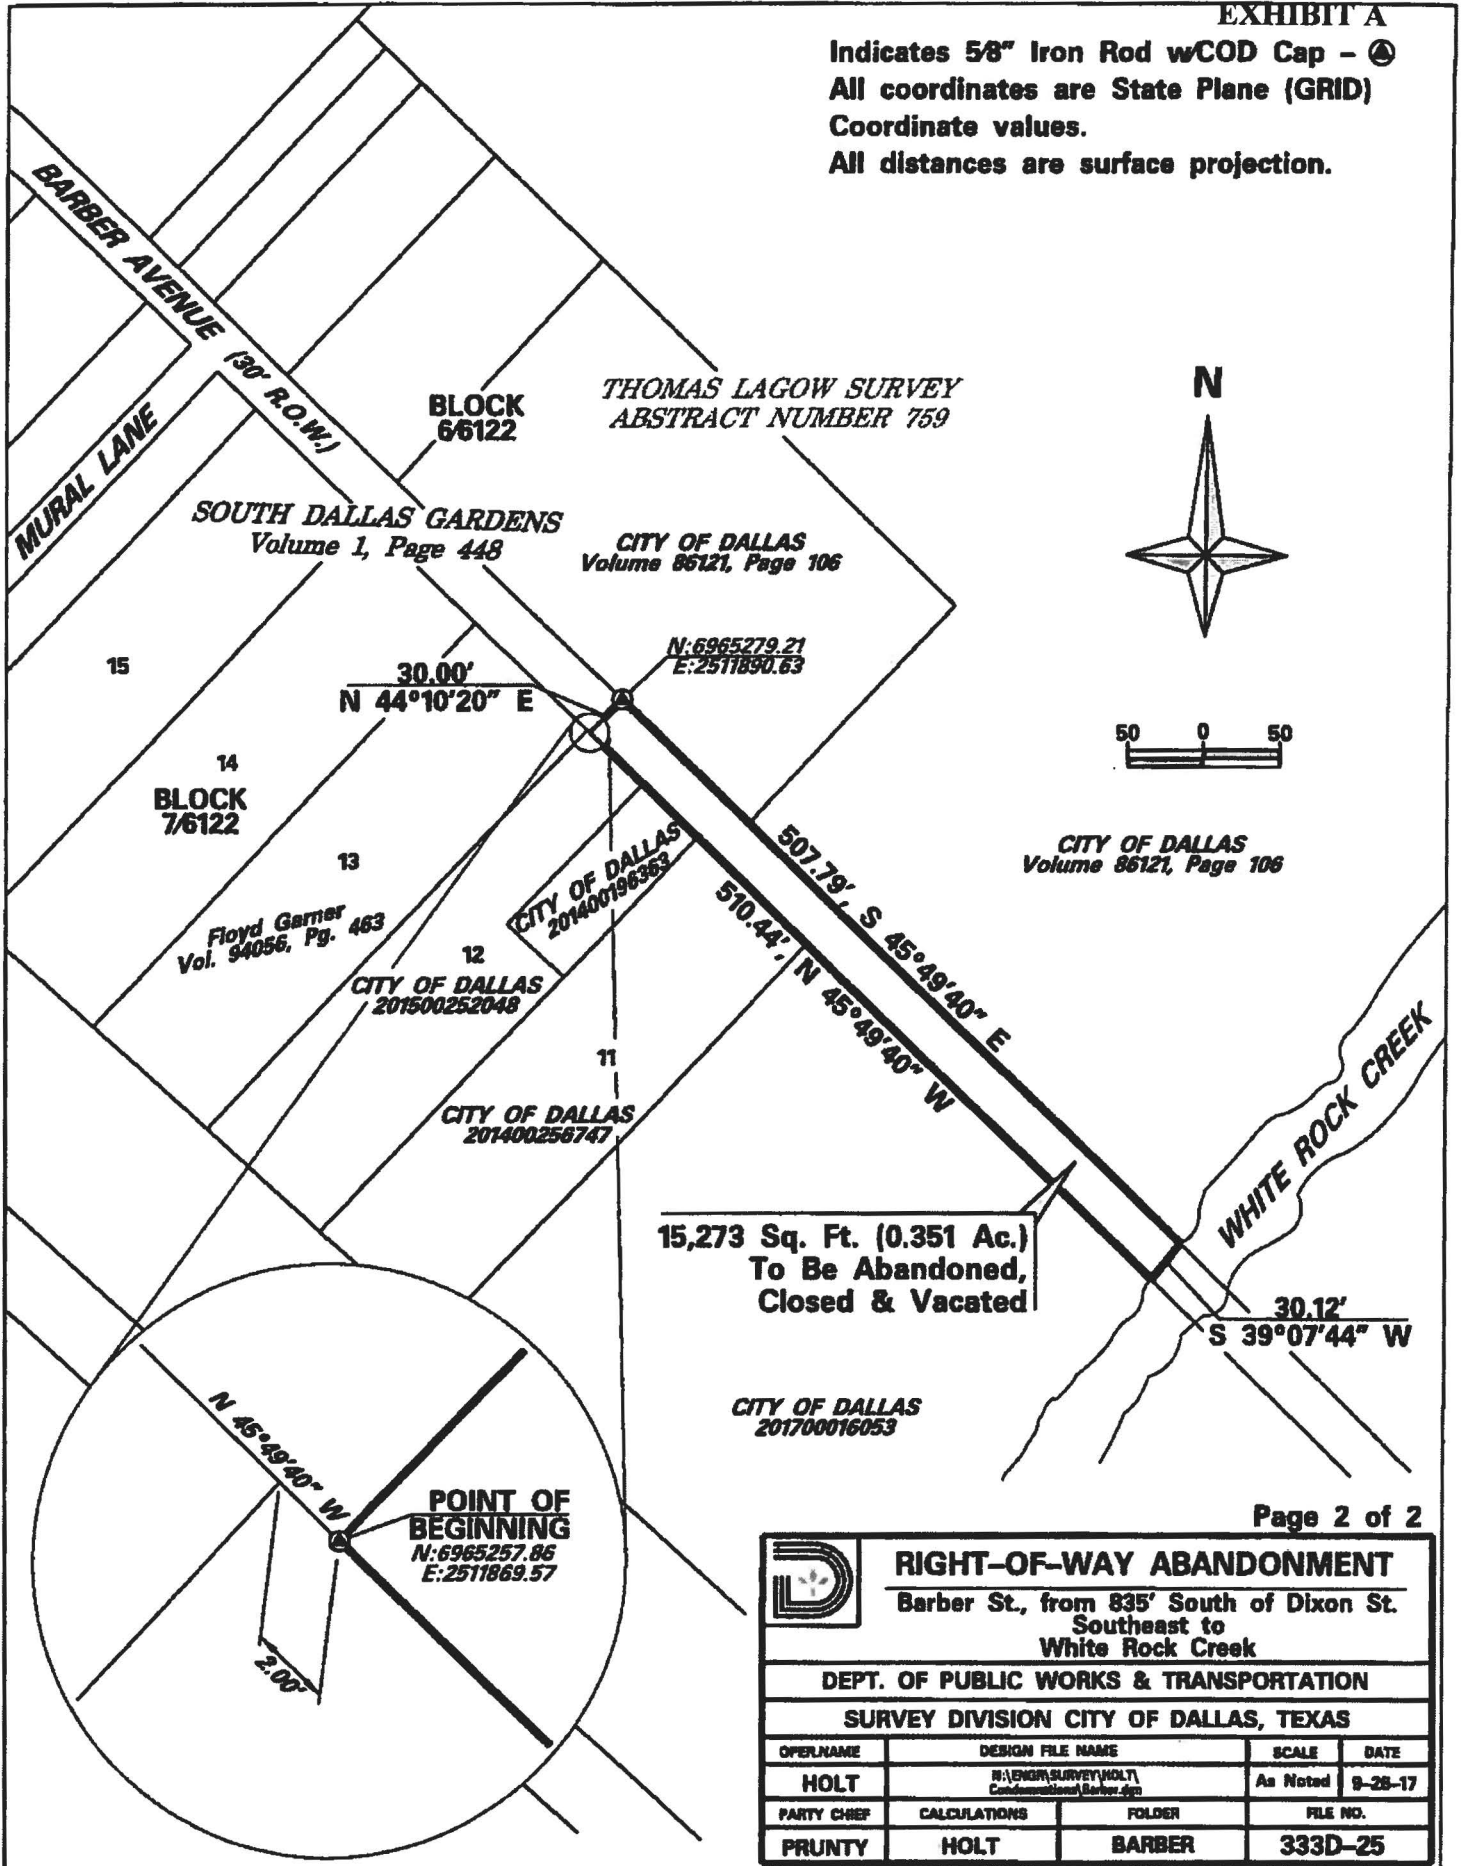 EXHIBIT A
Indicates 5/8" Iron Rod w/COD Cap -
All coordinates are State Plane (GRID)
Coordinate values.
All distances are surface projection.
BARBER AVENUE (30' R.O.W.)
MURAL LANE
BLOCK
6/6122
THOMAS LAGOW SURVEY
ABSTRACT NUMBER 759
N
SOUTH DALLAS GARDENS
Volume 1, Page 448
CITY OF DALLAS
Volume 86121, Page 106
N:6965279.21
E:2511890.63
15
30.00'
N 44°10'20" E
50 0 50
14
BLOCK
7/6122
13
CITY OF DALLAS
201400196363
507.79', S 45°49'40" E
510.44', N 45°49'40" W
CITY OF DALLAS
Volume 86121, Page 106
Floyd Garner
Vol. 94056, Pg. 463
12
CITY OF DALLAS
201500252048
11
CITY OF DALLAS
201400256747
WHITE ROCK CREEK
15,273 Sq. Ft. (0.351 Ac.)
To Be Abandoned,
Closed & Vacated
30.12'
S 39°07'44" W
CITY OF DALLAS
201700016053
N 45°49'40" W
POINT OF
BEGINNING
N:6965257.86
E:2511869.57
2.00'
Page 2 of 2
RIGHT-OF-WAY ABANDONMENT
Barber St., from 835' South of Dixon St.
Southeast to
White Rock Creek
DEPT. OF PUBLIC WORKS & TRANSPORTATION
SURVEY DIVISION CITY OF DALLAS, TEXAS
OPER.NAME DESIGN FILE NAME SCALE DATE
HOLT N:\ENGR\SURVEY\HOLT\
Condemnations\Barber.dgn As Noted 9-26-17
PARTY CHIEF CALCULATIONS FOLDER FILE NO.
PRUNTY HOLT BARBER 333D-25